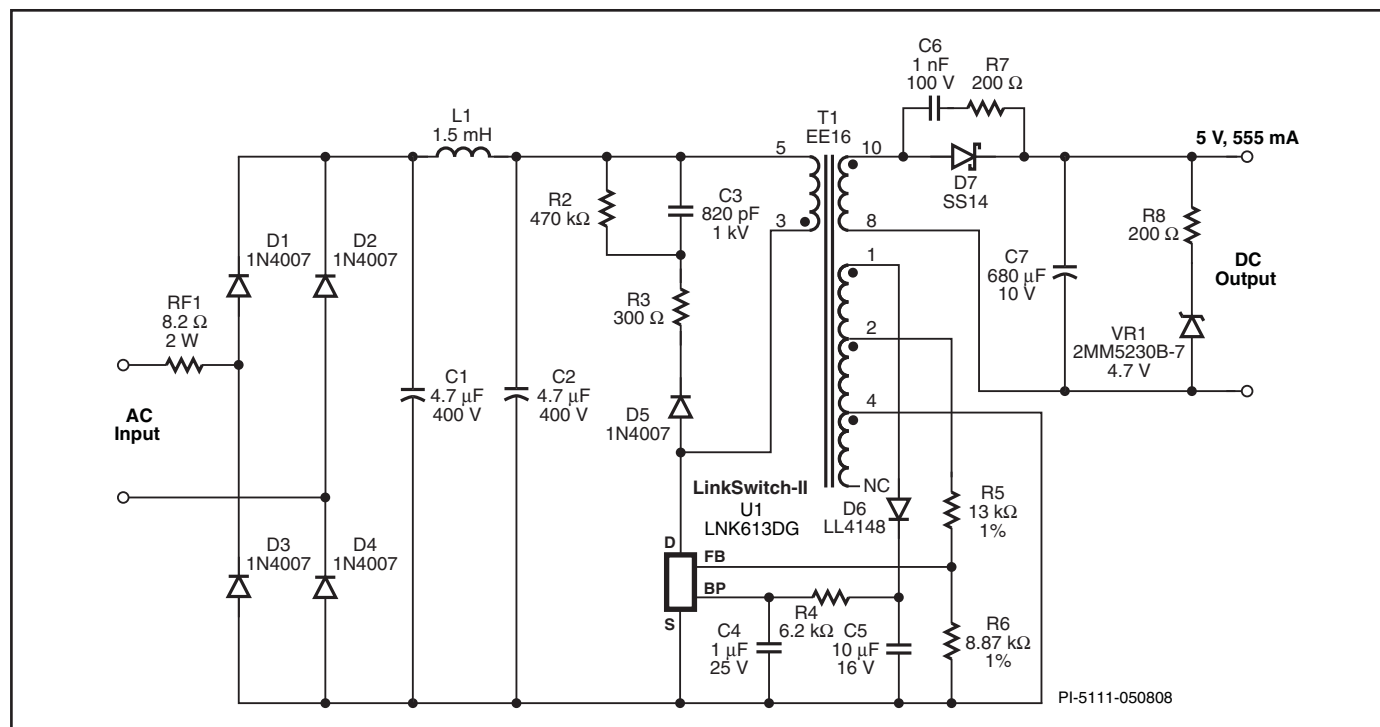 C6
1 nF
100 V
R7
200 Ω
L1
1.5 mH
T1
EE16
5 V, 555 mA
5
10
D7
SS14
R2
470 kΩ
C3
820 pF
1 kV
3
8
R8
200 Ω
D1
1N4007
D2
1N4007
1
C7
680 μF
10 V
DC
Output
RF1
8.2 Ω
2 W
R3
300 Ω
2
VR1
2MM5230B-7
4.7 V
C1
4.7 μF
400 V
C2
4.7 μF
400 V
4
AC
Input
D5
1N4007
NC
LinkSwitch-II
U1
LNK613DG
D6
LL4148
R5
13 kΩ
1%
D3
1N4007
D4
1N4007
D
FB
BP
S
R4
6.2 kΩ
C4
1 μF
25 V
C5
10 μF
16 V
R6
8.87 kΩ
1%
PI-5111-050808